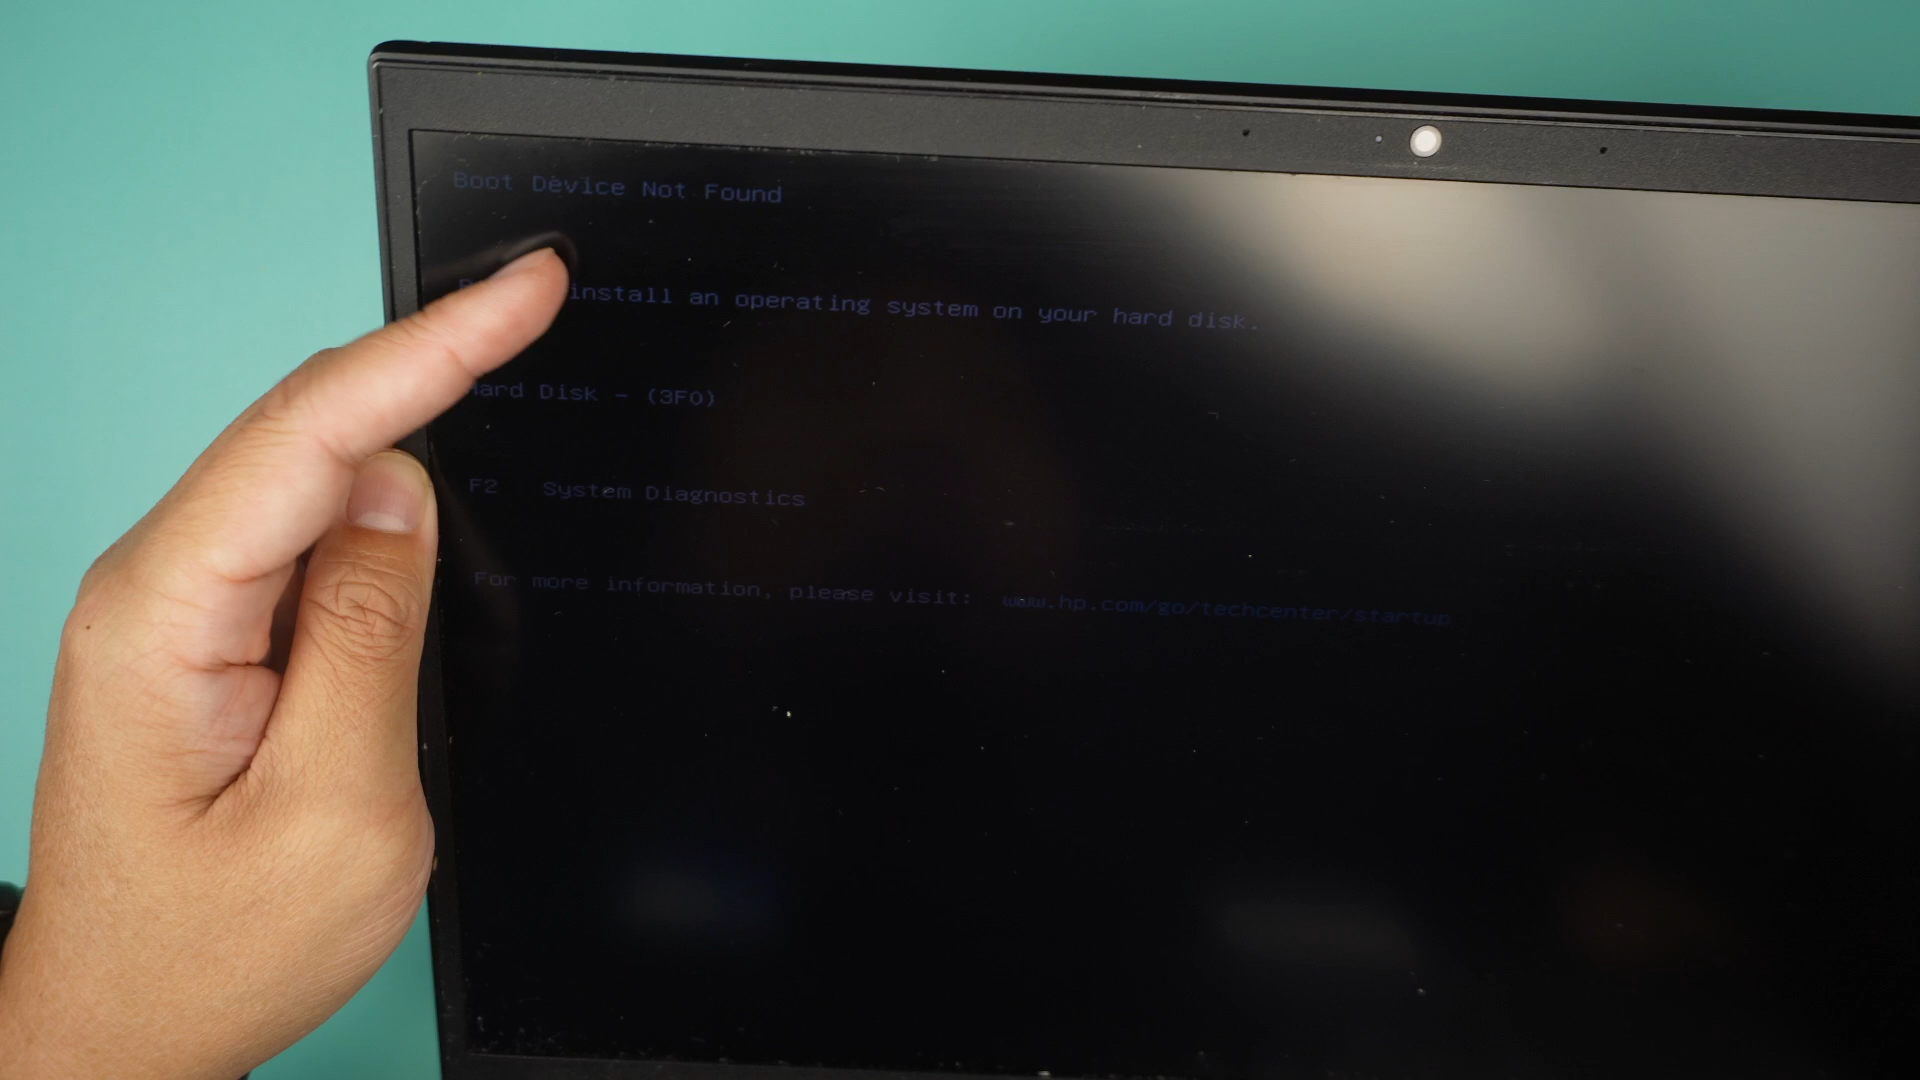 Boot Device Not Found
install an operating system on your hard disk.
Hard Disk - (3F0)
F2 System Diagnostics
For more information, please visit: www.hp.com/go/techcenter/startup